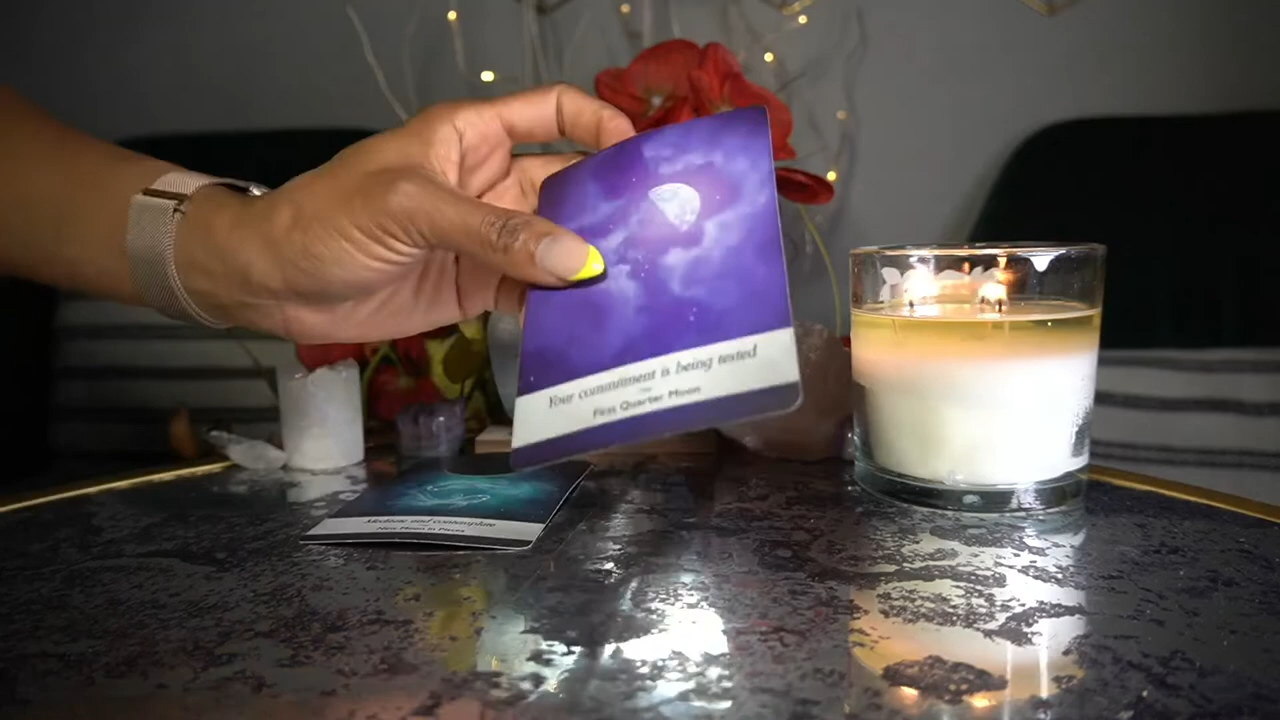 Your commitment is being tested
First Quarter Moon
Meditate and contemplate
New Moon in Pisces